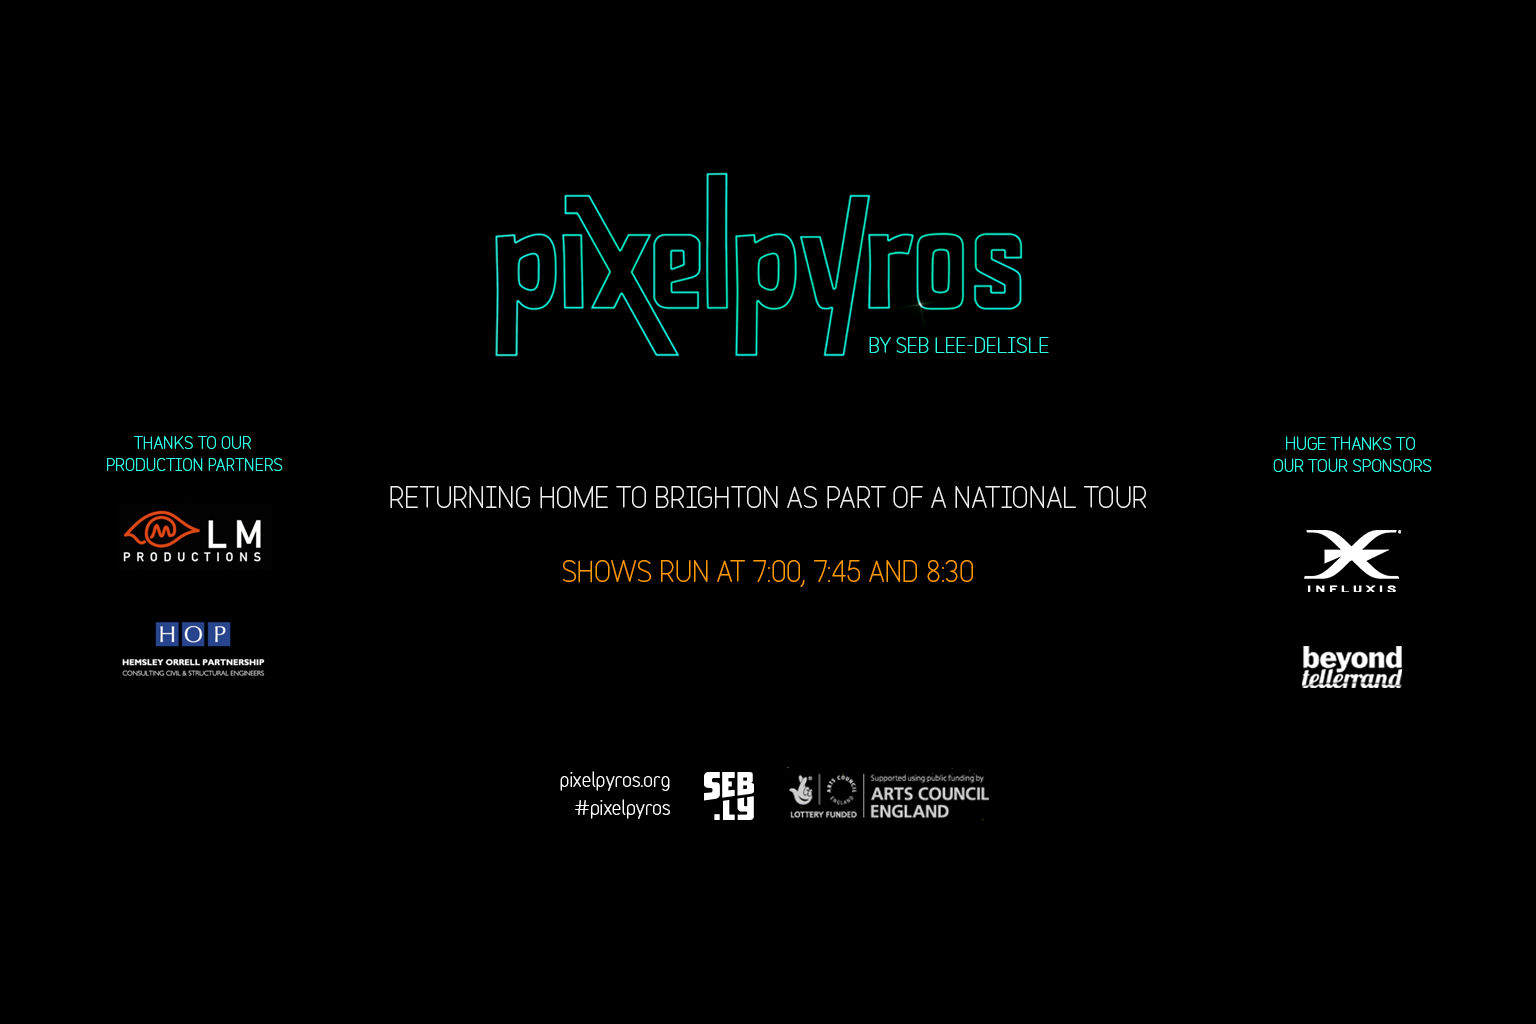 pixelpyros
BY SEB LEE-DELISLE
THANKS TO OUR
PRODUCTION PARTNERS
LM
PRODUCTIONS
HOP
HEMSLEY ORRELL PARTNERSHIP
CONSULTING CIVIL & STRUCTURAL ENGINEERS
RETURNING HOME TO BRIGHTON AS PART OF A NATIONAL TOUR
SHOWS RUN AT 7:00, 7:45 AND 8:30
HUGE THANKS TO
OUR TOUR SPONSORS
INFLUXIS
beyond
tellerrand
pixelpyros.org
#pixelpyros
SEB
.LY
LOTTERY FUNDED
ARTS COUNCIL
ENGLAND
Supported using public funding by
ARTS COUNCIL
ENGLAND